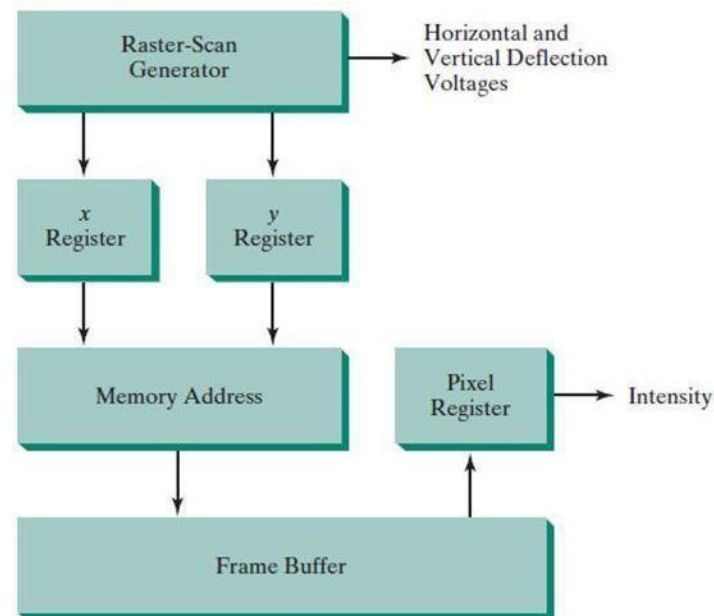 Raster-Scan
Generator
Horizontal and
Vertical Deflection
Voltages
x
Register
y
Register
Memory Address
Pixel
Register
Intensity
Frame Buffer